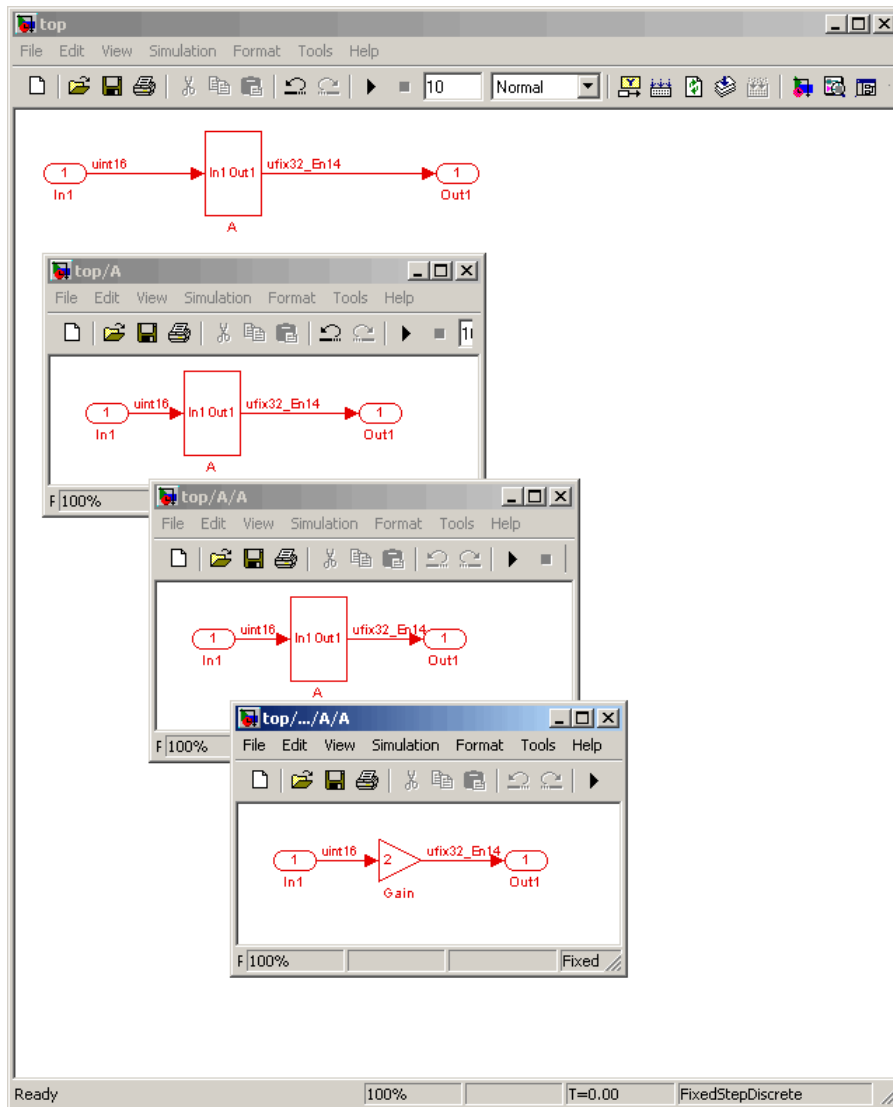 top
File Edit View Simulation Format Tools Help
10 Normal
uint16 ufix32_En14
1 In1 Out1 1
In1 Out1
A
top/A
File Edit View Simulation Format Tools Help
10
uint16 ufix32_En14
1 In1 Out1 1
In1 Out1
A
F 100%
top/A/A
File Edit View Simulation Format Tools Help
uint16 ufix32_En14
1 In1 Out1 1
In1 Out1
A
F 100%
top/.../A/A
File Edit View Simulation Format Tools Help
uint16 ufix32_En14
1 2 1
In1 Out1
Gain
F 100% Fixed
Ready 100% T=0.00 FixedStepDiscrete